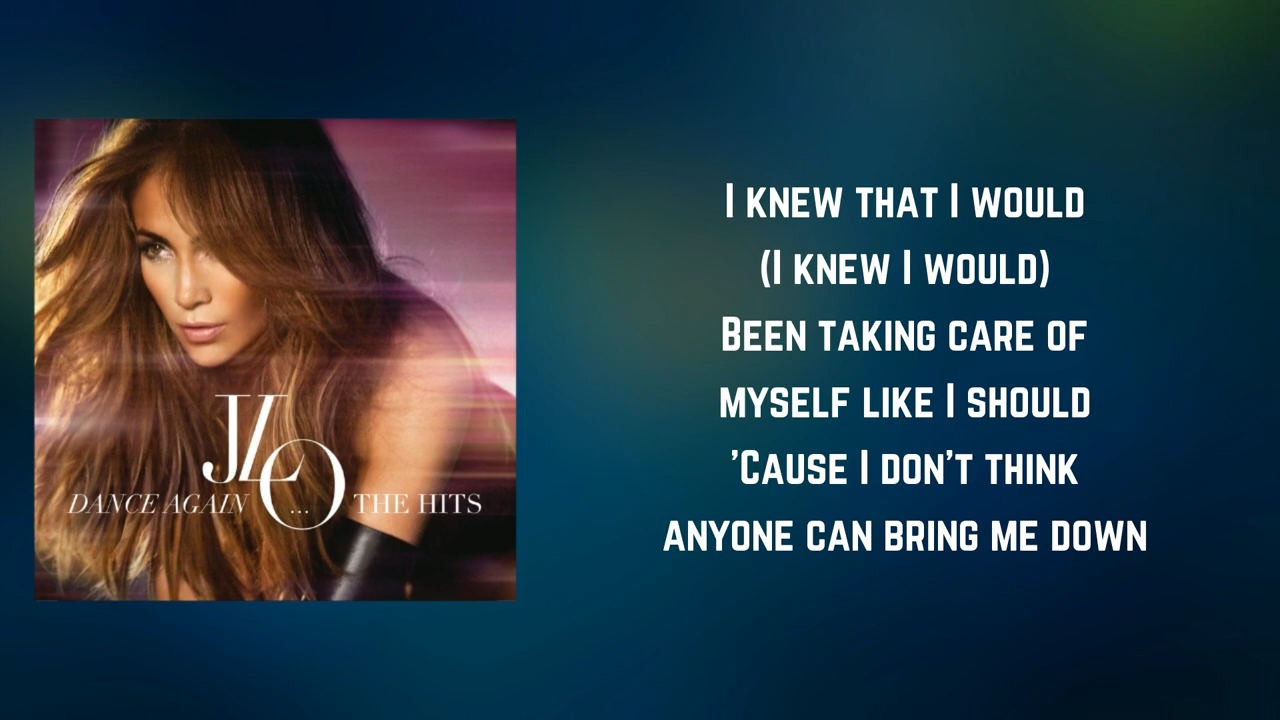 JLO
DANCE AGAIN ... THE HITS
I KNEW THAT I WOULD
(I KNEW I WOULD)
BEEN TAKING CARE OF
MYSELF LIKE I SHOULD
'CAUSE I DON'T THINK
ANYONE CAN BRING ME DOWN